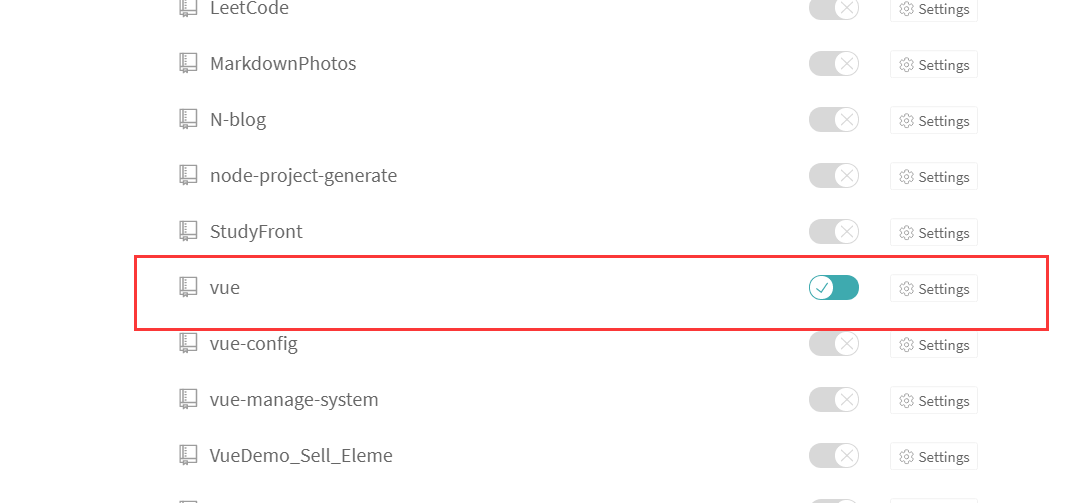 LeetCode Settings
MarkdownPhotos Settings
N-blog Settings
node-project-generate Settings
StudyFront Settings
vue Settings
vue-config Settings
vue-manage-system Settings
VueDemo_Sell_Eleme Settings